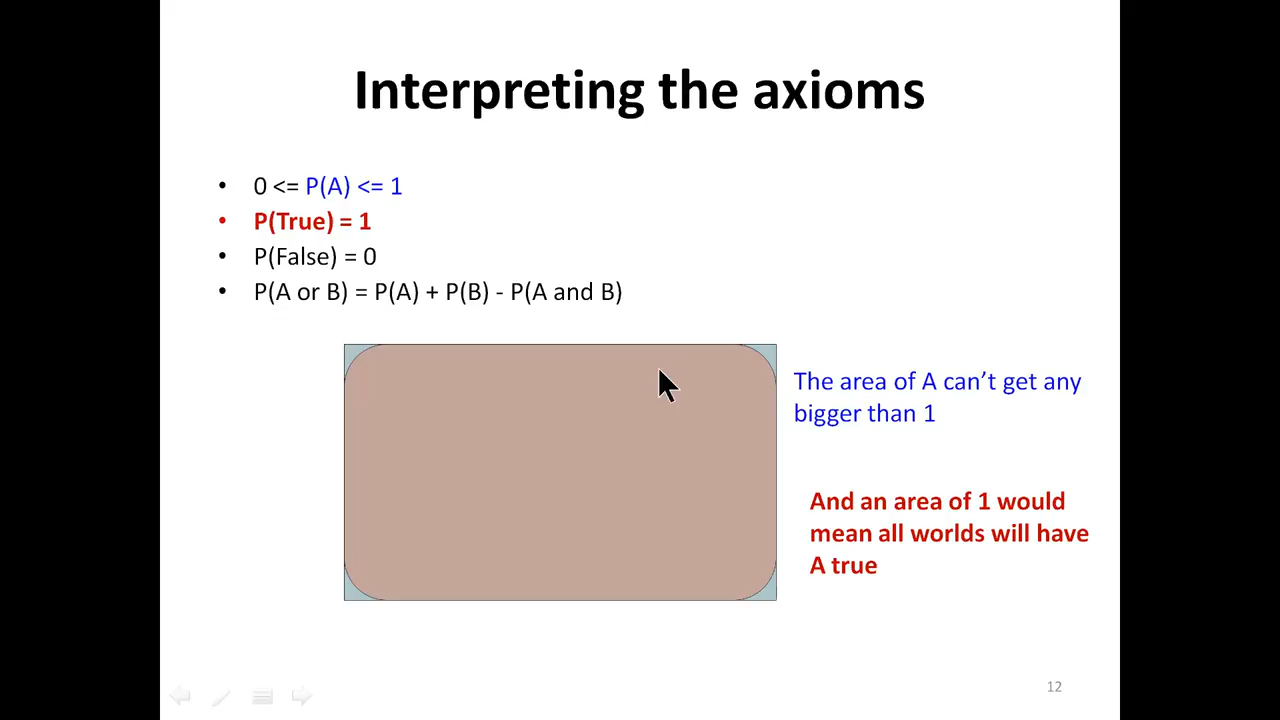 Interpreting the axioms
• 0 <= P(A) <= 1
• P(True) = 1
• P(False) = 0
• P(A or B) = P(A) + P(B) - P(A and B)
The area of A can’t get any
bigger than 1
And an area of 1 would
mean all worlds will have
A true
12